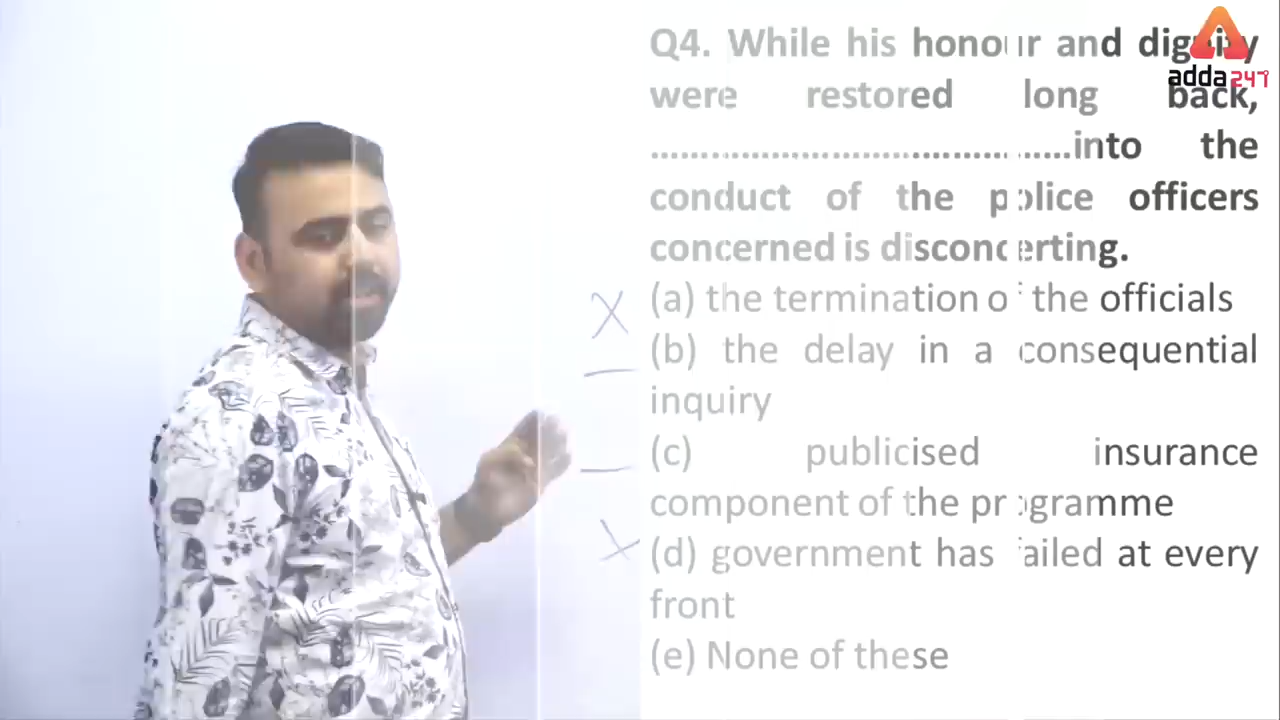 Q4. While his honour and dignity
were restored long back,
..........................................into the
conduct of the police officers
concerned is disconcerting.
(a) the termination of the officials
(b) the delay in a consequential
inquiry
(c) publicised insurance
component of the programme
(d) government has failed at every
front
(e) None of these
adda247